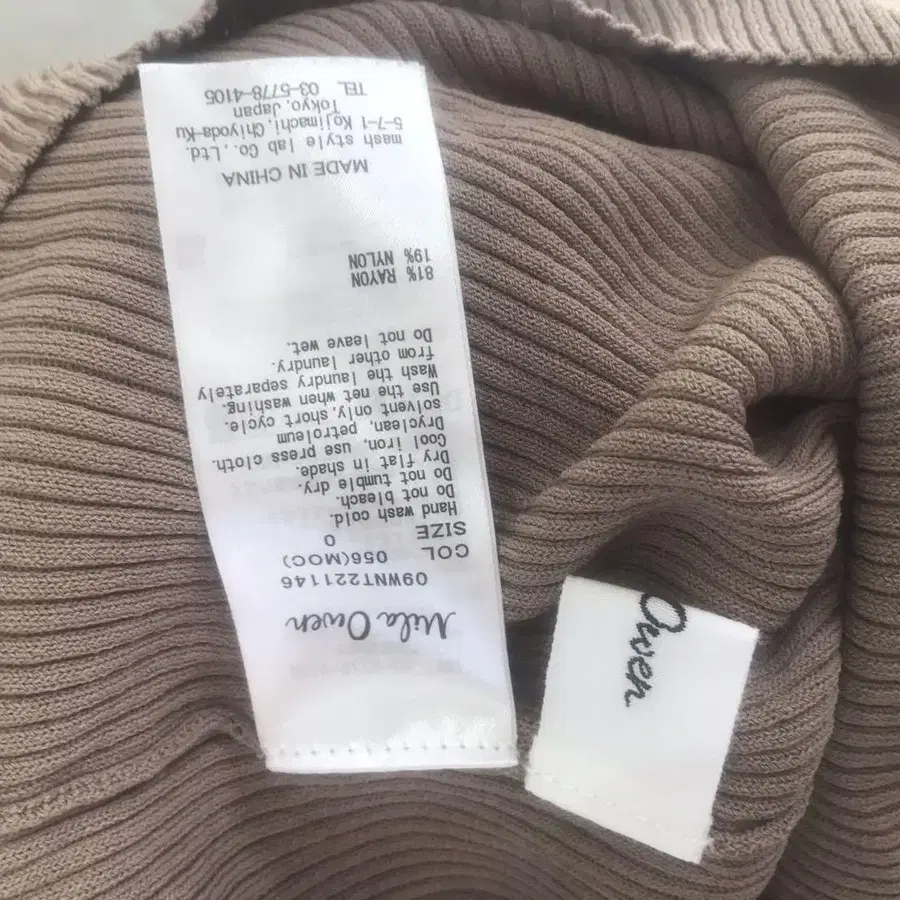 Nila Owen
09WNT221146
COL 056(MOC)
SIZE 0
Hand wash cold.
Do not bleach.
Do not tumble dry.
Dry flat in shade.
Cool iron, use press cloth.
Dryclean, petroleum
solvent only, short cycle.
Use the net when washing.
Wash the laundry separately
from other laundry.
Do not leave wet.
81% RAYON
19% NYLON
MADE IN CHINA
mash style lab Co., Ltd.
5-7-1 Kojimachi, Chiyoda-Ku
Tokyo, Japan
TEL 03-5778-4105
Owen